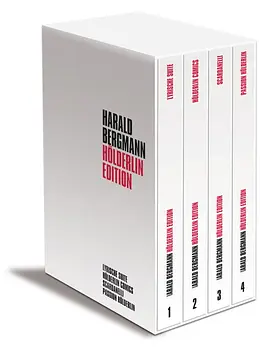 HARALD
BERGMANN
HÖLDERLIN
EDITION
LYRISCHE SUITE
HÖLDERLIN COMICS
SCARDANELLI
PASSION HÖLDERLIN
LYRISCHE SUITE
HARALD BERGMANN HÖLDERLIN EDITION
1
HÖLDERLIN COMICS
HARALD BERGMANN HÖLDERLIN EDITION
2
SCARDANELLI
HARALD BERGMANN HÖLDERLIN EDITION
3
PASSION HÖLDERLIN
HARALD BERGMANN HÖLDERLIN EDITION
4